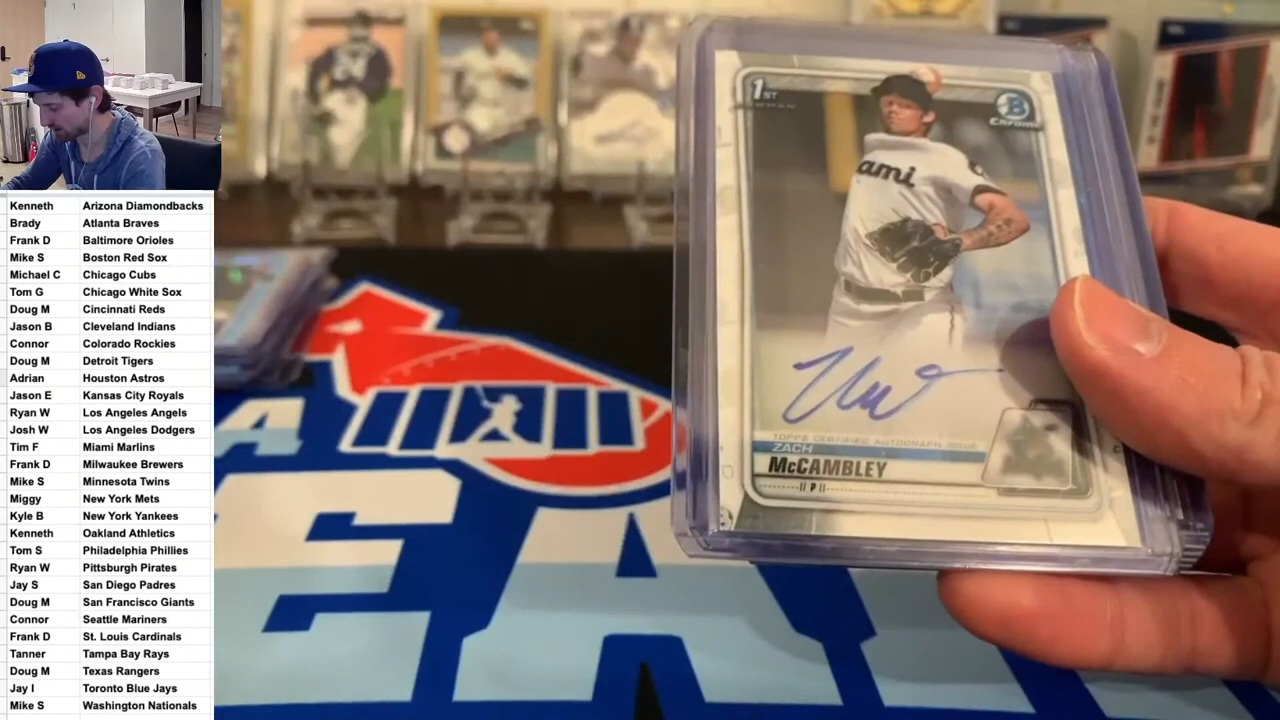 Kenneth Arizona Diamondbacks
Brady Atlanta Braves
Frank D Baltimore Orioles
Mike S Boston Red Sox
Michael C Chicago Cubs
Tom G Chicago White Sox
Doug M Cincinnati Reds
Jason B Cleveland Indians
Connor Colorado Rockies
Doug M Detroit Tigers
Adrian Houston Astros
Jason E Kansas City Royals
Ryan W Los Angeles Angels
Josh W Los Angeles Dodgers
Tim F Miami Marlins
Frank D Milwaukee Brewers
Mike S Minnesota Twins
Miggy New York Mets
Kyle B New York Yankees
Kenneth Oakland Athletics
Tom S Philadelphia Phillies
Ryan W Pittsburgh Pirates
Jay S San Diego Padres
Doug M San Francisco Giants
Connor Seattle Mariners
Frank D St. Louis Cardinals
Tanner Tampa Bay Rays
Doug M Texas Rangers
Jay I Toronto Blue Jays
Mike S Washington Nationals
1ST
BOWMAN
B
Chrome
ami
TOPPS CERTIFIED AUTOGRAPH ISSUE
ZACH
McCAMBLEY
P
24